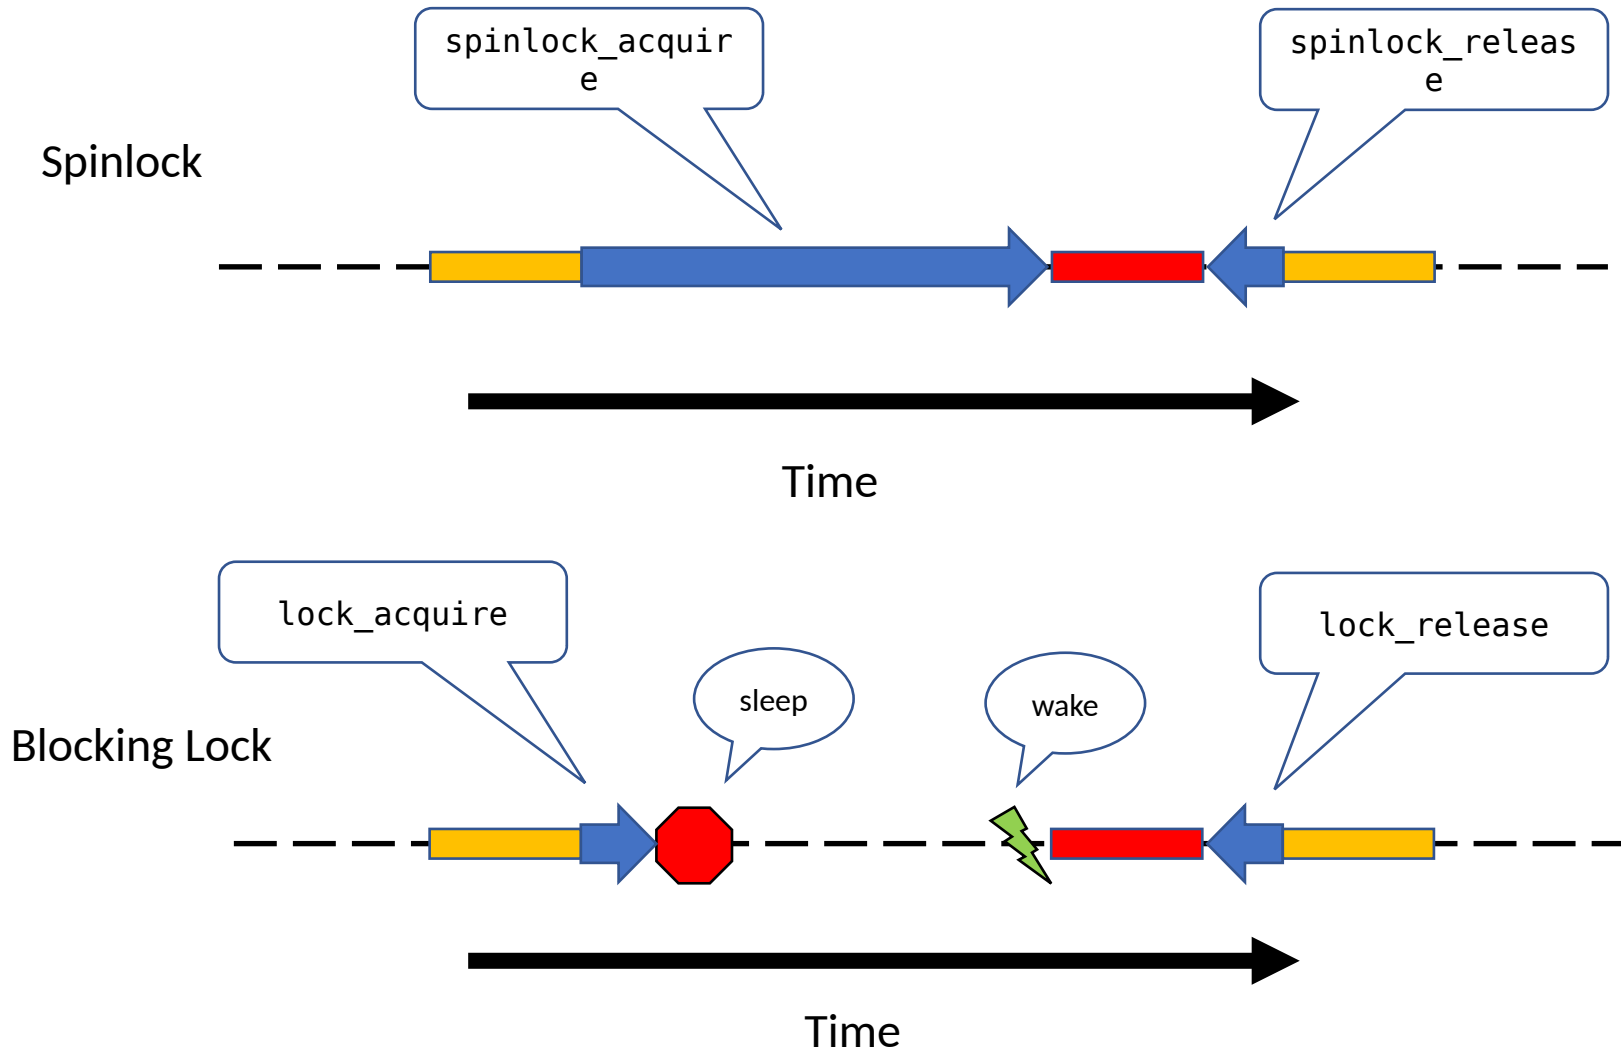 spinlock_acquir
e
spinlock_releas
e
Spinlock
Time
lock_acquire
lock_release
sleep
wake
Blocking Lock
Time